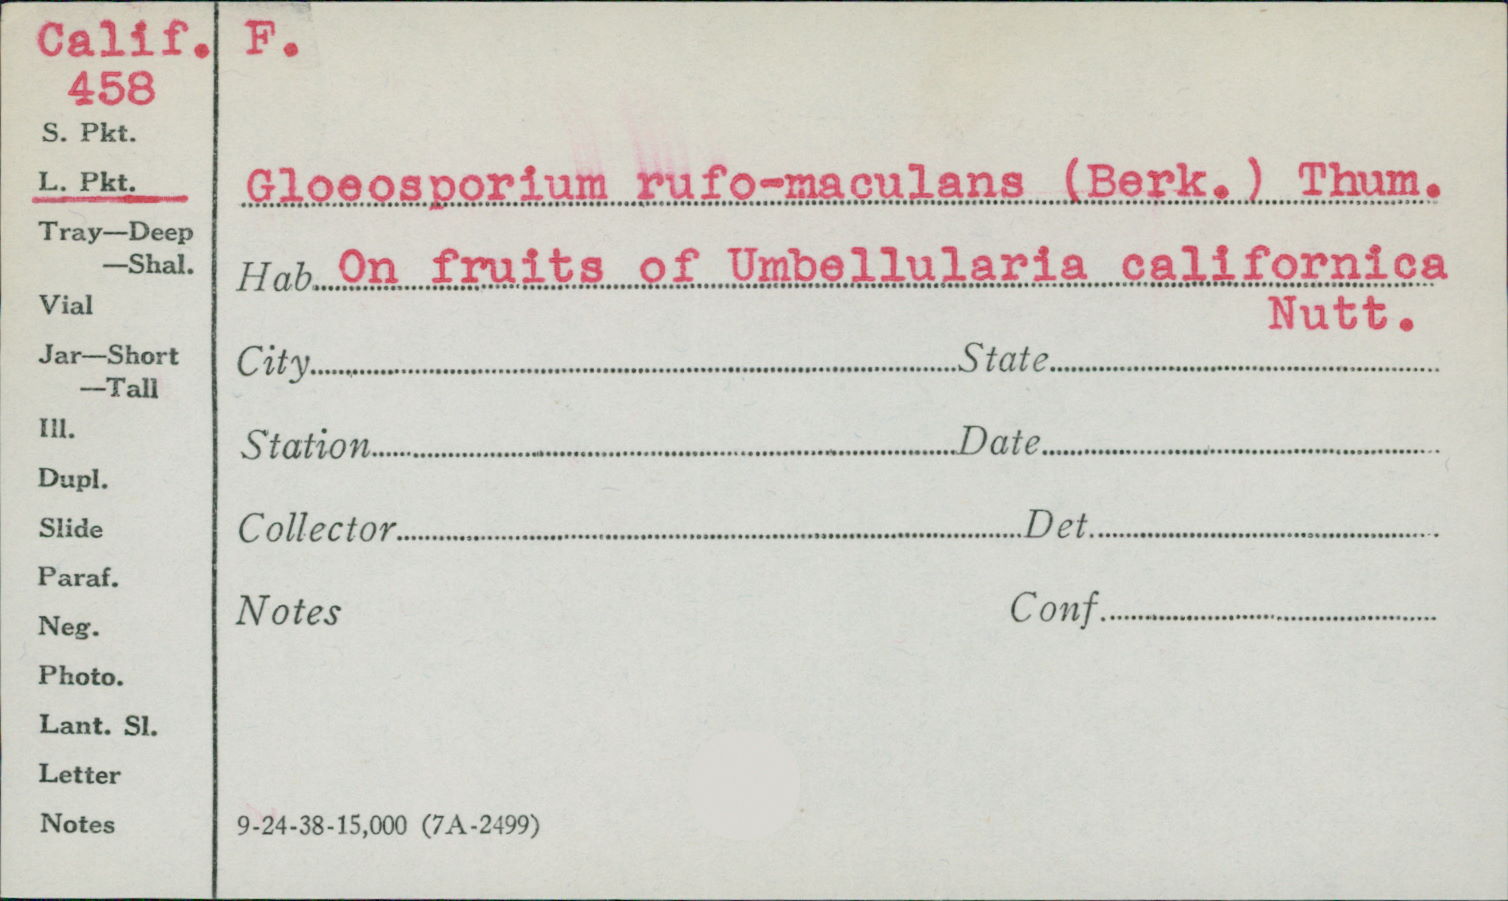 Calif. F.
458
S. Pkt.
L. Pkt.
Gloeosporium rufo-maculans (Berk.) Thum.
Tray—Deep
—Shal.
Hab. On fruits of Umbellularia californica
Nutt.
Vial
Jar—Short
—Tall
City State
Ill.
Station Date
Dupl.
Slide
Collector Det.
Paraf.
Neg.
Notes Conf.
Photo.
Lant. Sl.
Letter
Notes
9-24-38-15,000 (7A-2499)